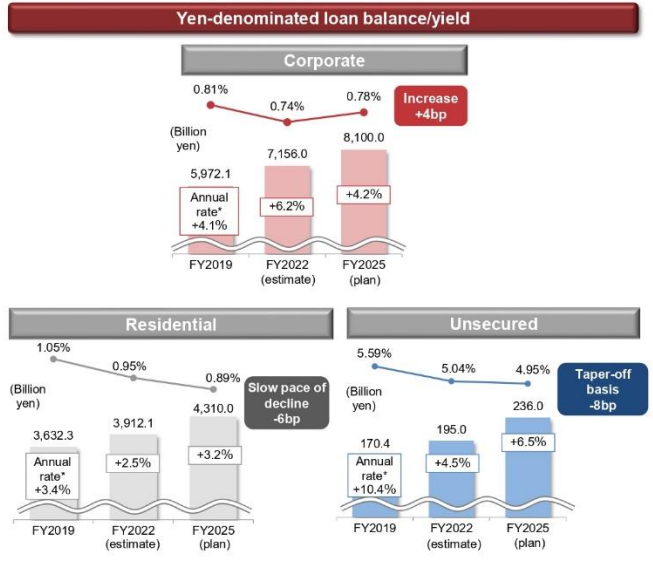 Yen-denominated loan balance/yield
Corporate
0.81%
0.74%
0.78%
Increase
+4bp
(Billion
yen)
5,972.1
7,156.0
8,100.0
Annual
rate*
+4.1%
+6.2%
+4.2%
FY2019
FY2022
(estimate)
FY2025
(plan)
Residential
1.05%
0.95%
0.89%
Slow pace of
decline
-6bp
(Billion
yen)
3,632.3
3,912.1
4,310.0
Annual
rate*
+3.4%
+2.5%
+3.2%
FY2019
FY2022
(estimate)
FY2025
(plan)
Unsecured
5.59%
5.04%
4.95%
Taper-off
basis
-8bp
(Billion
yen)
170.4
195.0
236.0
Annual
rate*
+10.4%
+4.5%
+6.5%
FY2019
FY2022
(estimate)
FY2025
(plan)